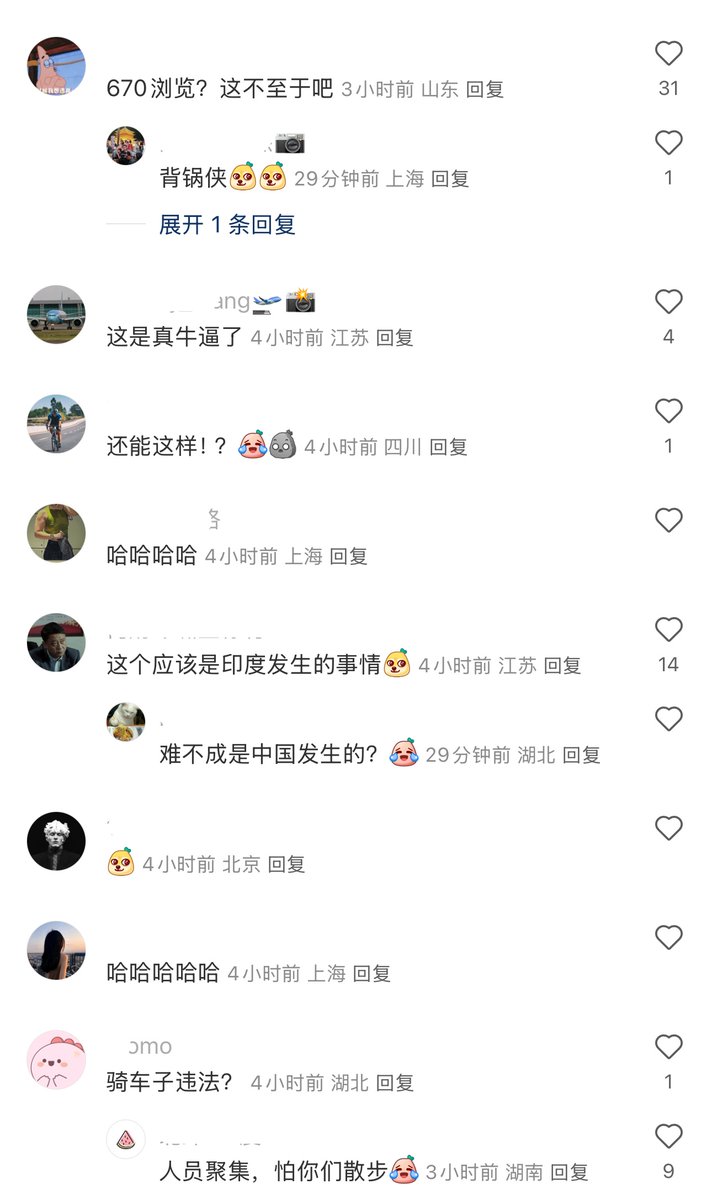 670浏览？这不至于吧 3小时前 山东 回复
31
背锅侠 29分钟前 上海 回复
1
展开 1 条回复
ang
这是真牛逼了 4小时前 江苏 回复
4
还能这样！？ 4小时前 四川 回复
1
哈哈哈哈 4小时前 上海 回复
这个应该是印度发生的事情 4小时前 江苏 回复
14
难不成是中国发生的？ 29分钟前 湖北 回复
4小时前 北京 回复
哈哈哈哈哈 4小时前 上海 回复
omo
骑车子违法？ 4小时前 湖北 回复
1
人员聚集，怕你们散步 3小时前 湖南 回复
9